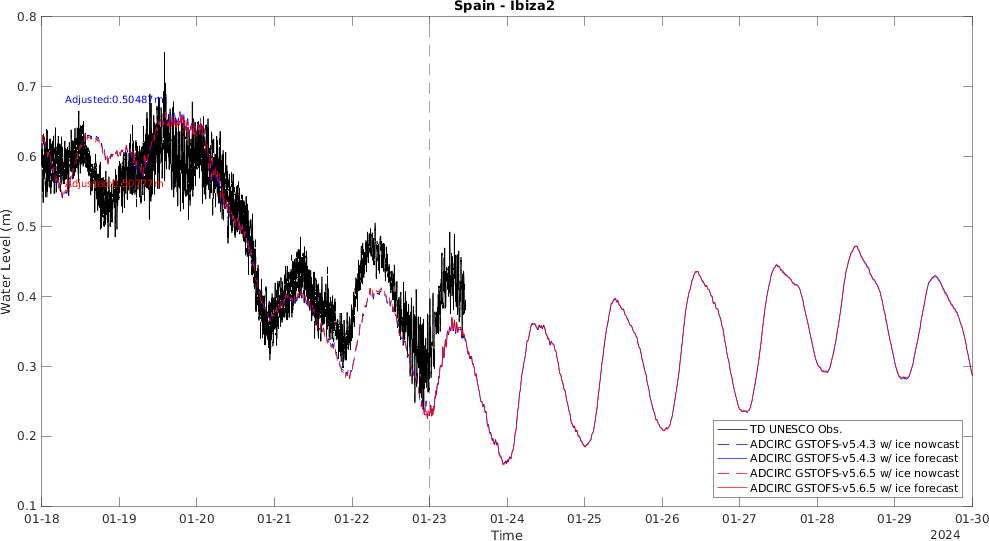 Spain - Ibiza2
0.8
0.7
0.6
0.5
0.4
0.3
0.2
0.1
Water Level (m)
Adjusted:0.50487m
Adjusted:0.50777m
TD UNESCO Obs.
ADCIRC GSTOFS-v5.4.3 w/ ice nowcast
ADCIRC GSTOFS-v5.4.3 w/ ice forecast
ADCIRC GSTOFS-v5.6.5 w/ ice nowcast
ADCIRC GSTOFS-v5.6.5 w/ ice forecast
01-18 01-19 01-20 01-21 01-22 01-23 01-24 01-25 01-26 01-27 01-28 01-29 01-30
Time
2024